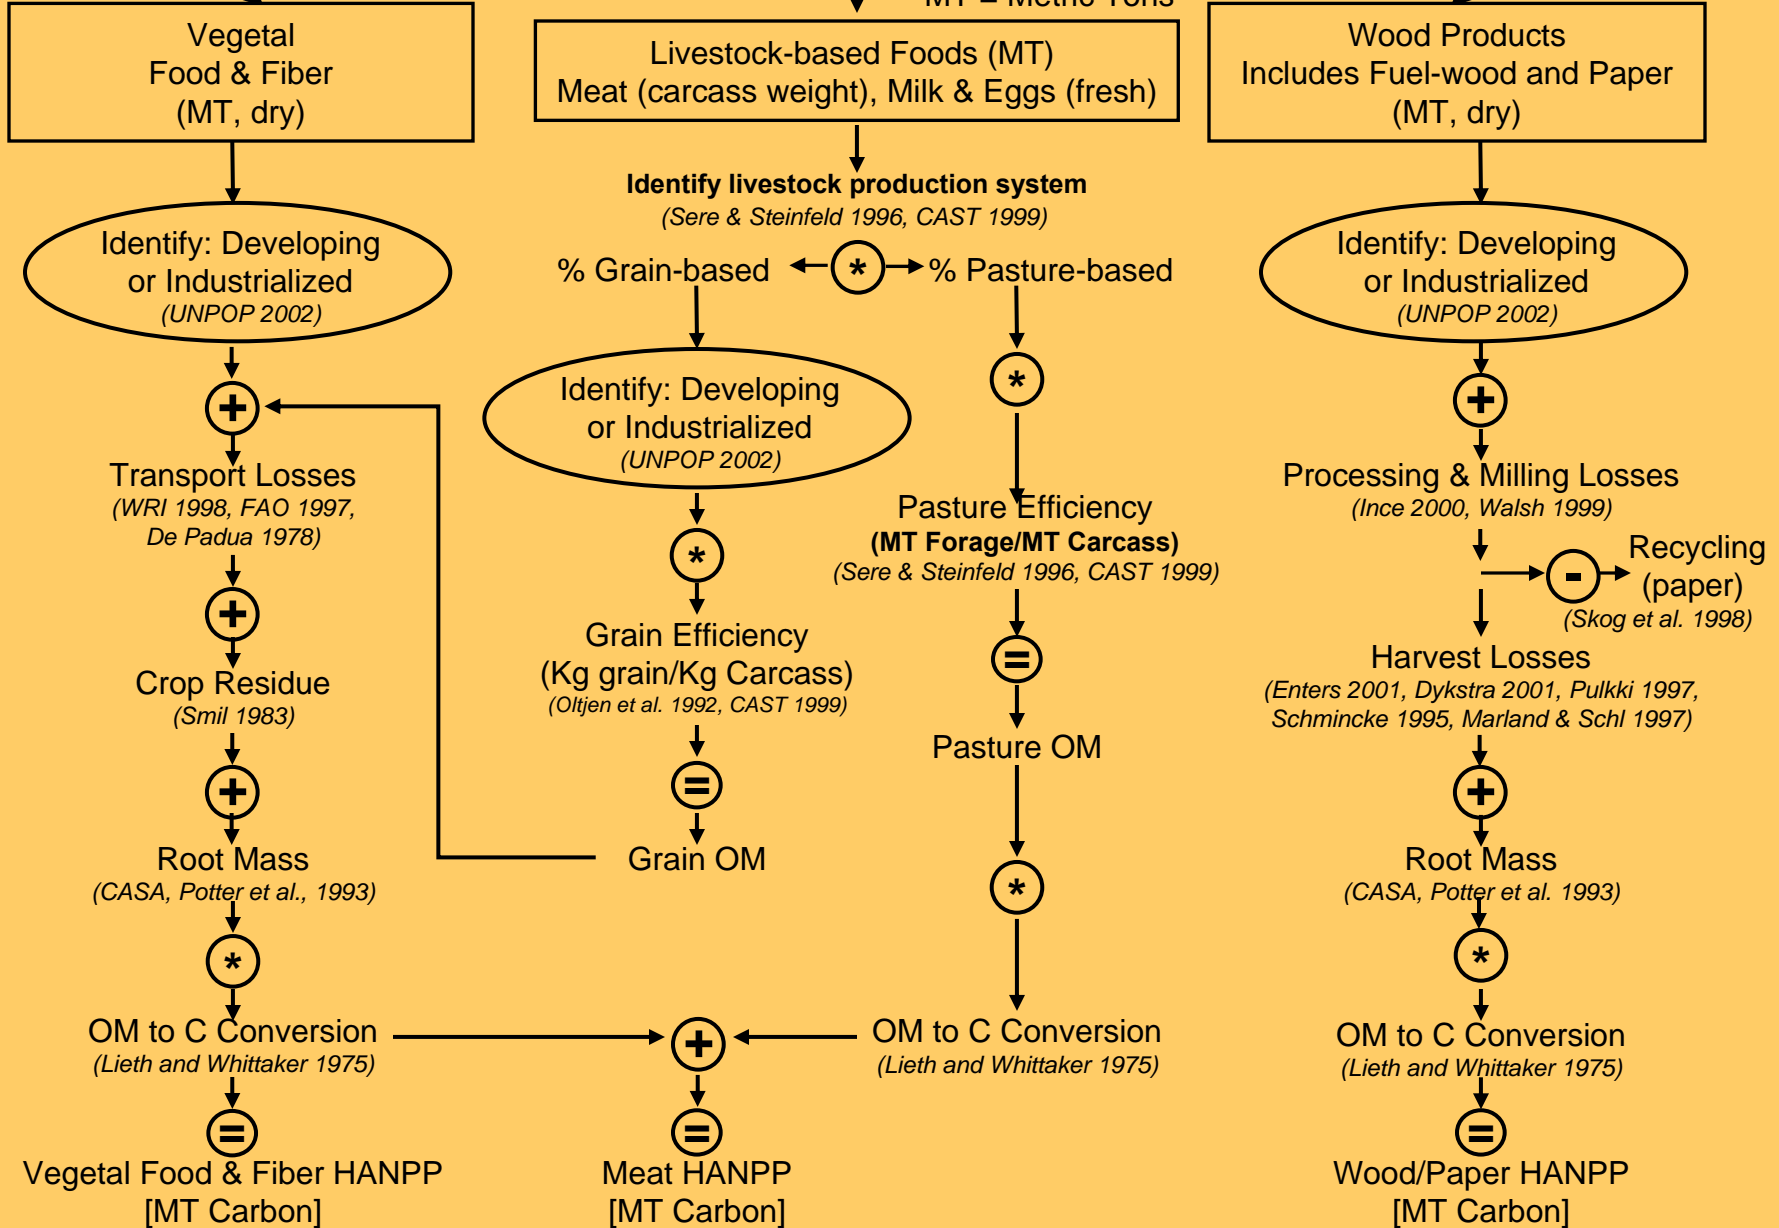 MT = Metric Tons
Vegetal
Food & Fiber
(MT, dry)
Livestock-based Foods (MT)
Meat (carcass weight), Milk & Eggs (fresh)
Wood Products
Includes Fuel-wood and Paper
(MT, dry)
Identify livestock production system
(Sere & Steinfeld 1996, CAST 1999)
% Grain-based
*
% Pasture-based
Identify: Developing
or Industrialized
(UNPOP 2002)
+
Transport Losses
(WRI 1998, FAO 1997,
De Padua 1978)
+
Crop Residue
(Smil 1983)
+
Root Mass
(CASA, Potter et al., 1993)
*
OM to C Conversion
(Lieth and Whittaker 1975)
=
Vegetal Food & Fiber HANPP
[MT Carbon]
Identify: Developing
or Industrialized
(UNPOP 2002)
*
Grain Efficiency
(Kg grain/Kg Carcass)
(Oltjen et al. 1992, CAST 1999)
=
Grain OM
+
=
Meat HANPP
[MT Carbon]
*
Pasture Efficiency
(MT Forage/MT Carcass)
(Sere & Steinfeld 1996, CAST 1999)
=
Pasture OM
*
OM to C Conversion
(Lieth and Whittaker 1975)
Identify: Developing
or Industrialized
(UNPOP 2002)
+
Processing & Milling Losses
(Ince 2000, Walsh 1999)
-
Recycling
(paper)
(Skog et al. 1998)
Harvest Losses
(Enters 2001, Dykstra 2001, Pulkki 1997,
Schmincke 1995, Marland & Schl 1997)
+
Root Mass
(CASA, Potter et al. 1993)
*
OM to C Conversion
(Lieth and Whittaker 1975)
=
Wood/Paper HANPP
[MT Carbon]